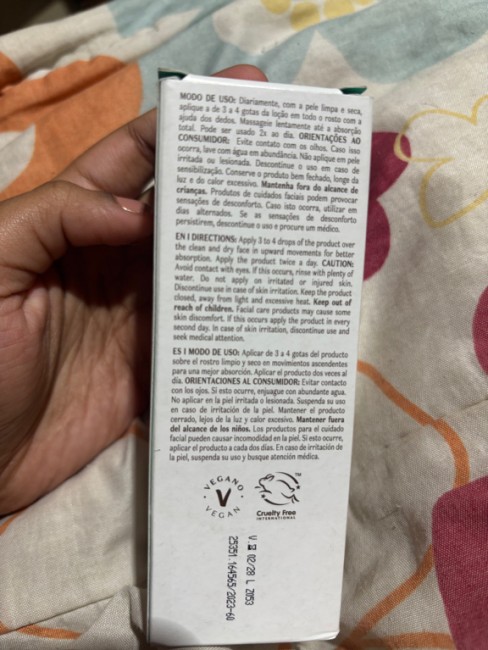 MODO DE USO: Diariamente, com a pele limpa e seca,
aplique a de 3 a 4 gotas da loção em todo o rosto com a
ajuda dos dedos. Massagem lentamente até a absorção
total. Pode ser usado 2x ao dia. ORIENTAÇÕES AO
CONSUMIDOR: Evite contato com os olhos. Caso isso
ocorra, lave com água em abundância. Não aplique em pele
irritada ou lesionada. Descontinue o uso em caso de
sensibilização. Conserve o produto bem fechado, longe da
luz e do calor excessivo. Mantenha fora do alcance de
crianças. Produtos de cuidados faciais podem provocar
sensações de desconforto. Caso isto ocorra, utilizar em
dias alternados. Se as sensações de desconforto
persistirem, descontinue o uso e procure um médico.
EN I DIRECTIONS: Apply 3 to 4 drops of the product over
the clean and dry face in upward movements for better
absorption. Apply the product twice a day. CAUTION:
Avoid contact with eyes. If this occurs, rinse with plenty of
water. Do not apply on irritated or injured skin.
Discontinue use in case of skin irritation. Keep the product
closed, away from light and excessive heat. Keep out of
reach of children. Facial care products may cause some
skin discomfort. If this occurs apply the product in every
second day. In case of skin irritation, discontinue use and
seek medical attention.
ES I MODO DE USO: Aplicar de 3 a 4 gotas del producto
sobre el rostro limpio y seco en movimientos ascendentes
para una mejor absorción. Aplicar el producto dos veces al
día. ORIENTACIONES AL CONSUMIDOR: Evitar contacto
con los ojos. Si esto ocurre, enjuague con abundante agua.
No aplicar en la piel irritada o lesionada. Suspenda su uso
en caso de irritación de la piel. Mantener el producto
cerrado, lejos de la luz y calor excesivo. Mantener fuera
del alcance de los niños. Los productos para el cuidado
facial pueden causar incomodidad en la piel. Si esto ocurre,
aplicar el producto a cada dos días. En caso de irritación de
la piel, suspenda su uso y busque atención médica.
VEGANO
V
VEGAN
TM
Cruelty Free
INTERNATIONAL
V: 02/28 L 2053
25351.164565/2023-60